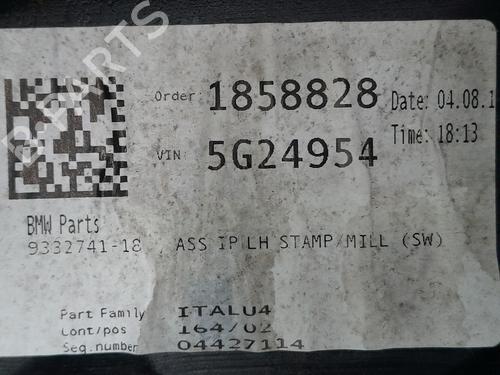 B-PARTS
Order: 1858828 Date: 04.08.1
VIN: 5G24954 Time: 18:13
BMW Parts
9332741-18 ASS IP LH STAMP/MILL (SW)
Part Family ITALU4
Cont/pos 164/02
Seq.number 04427114